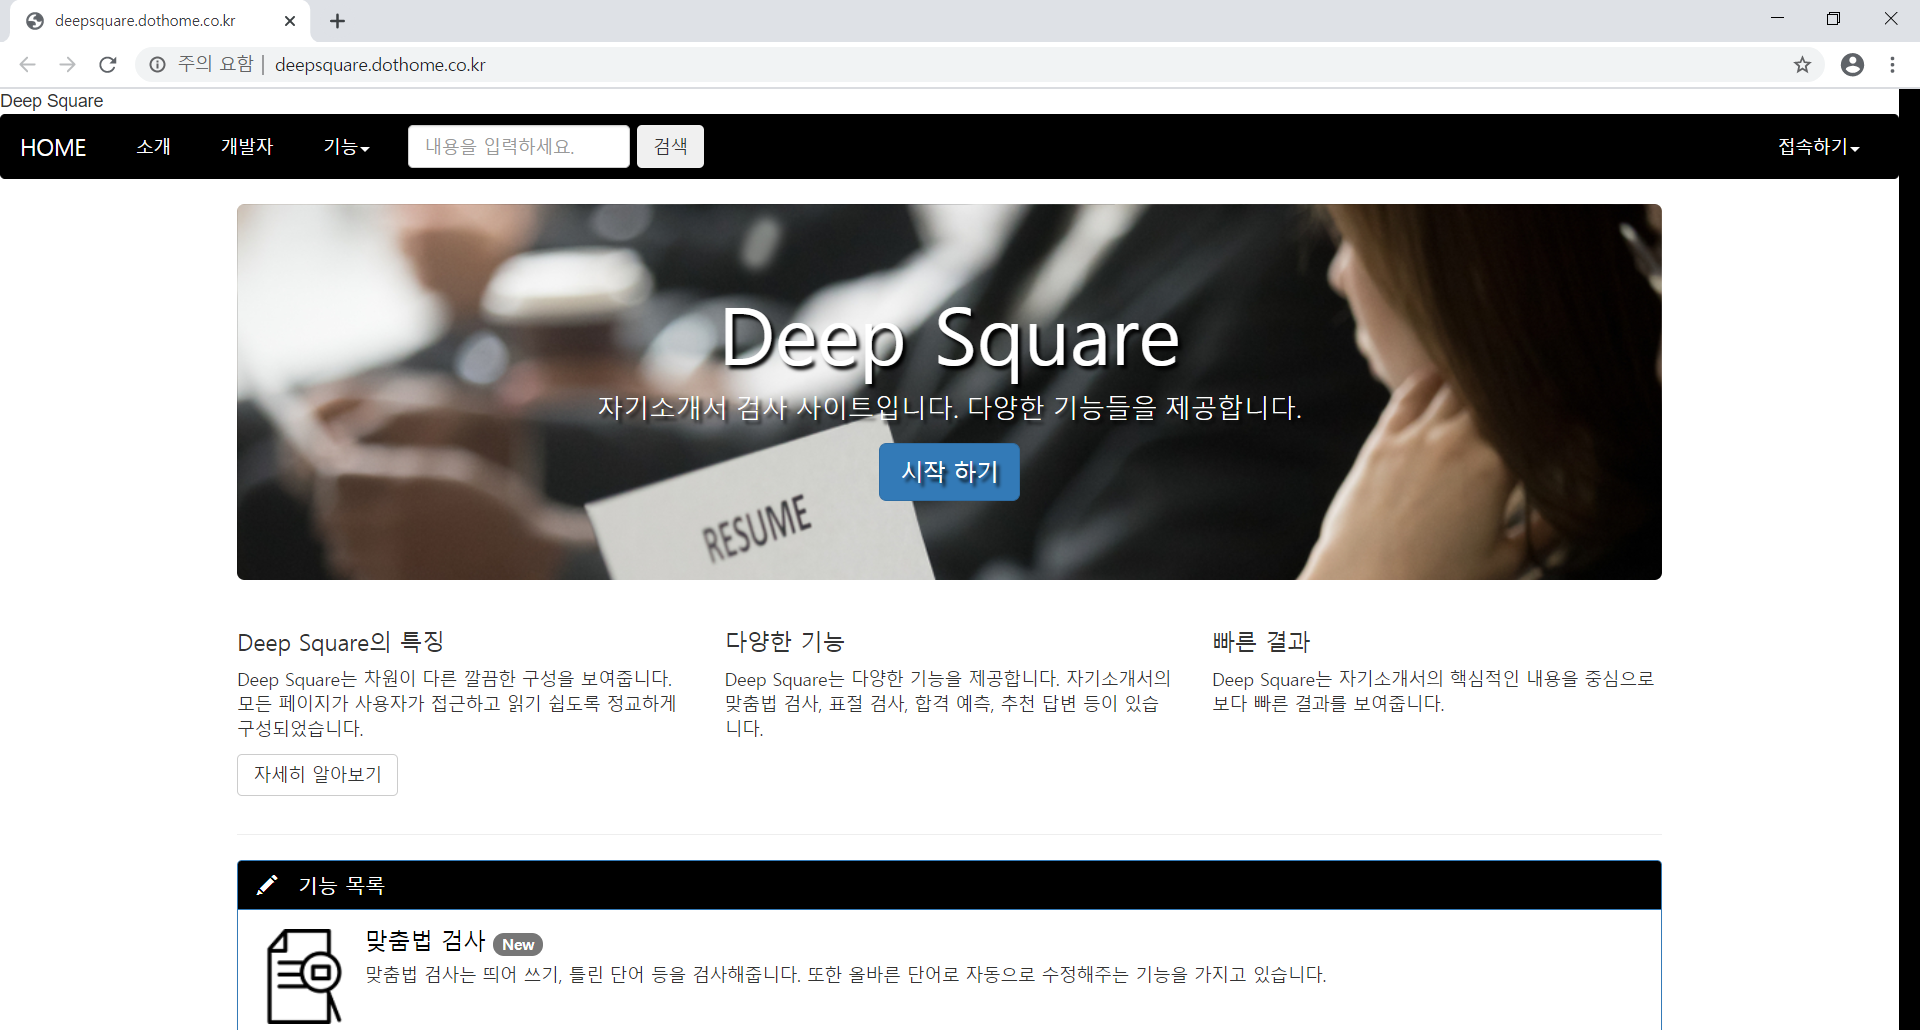 deepsquare.dothome.co.kr
주의 요함 | deepsquare.dothome.co.kr
Deep Square
HOME 소개 개발자 기능 내용을 입력하세요. 검색 접속하기
Deep Square
자기소개서 검사 사이트입니다. 다양한 기능들을 제공합니다.
시작 하기
RESUME
Deep Square의 특징
Deep Square는 차원이 다른 깔끔한 구성을 보여줍니다.
모든 페이지가 사용자가 접근하고 읽기 쉽도록 정교하게
구성되었습니다.
자세히 알아보기
다양한 기능
Deep Square는 다양한 기능을 제공합니다. 자기소개서의
맞춤법 검사, 표절 검사, 합격 예측, 추천 답변 등이 있습
니다.
빠른 결과
Deep Square는 자기소개서의 핵심적인 내용을 중심으로
보다 빠른 결과를 보여줍니다.
기능 목록
맞춤법 검사 New
맞춤법 검사는 띄어 쓰기, 틀린 단어 등을 검사해줍니다. 또한 올바른 단어로 자동으로 수정해주는 기능을 가지고 있습니다.